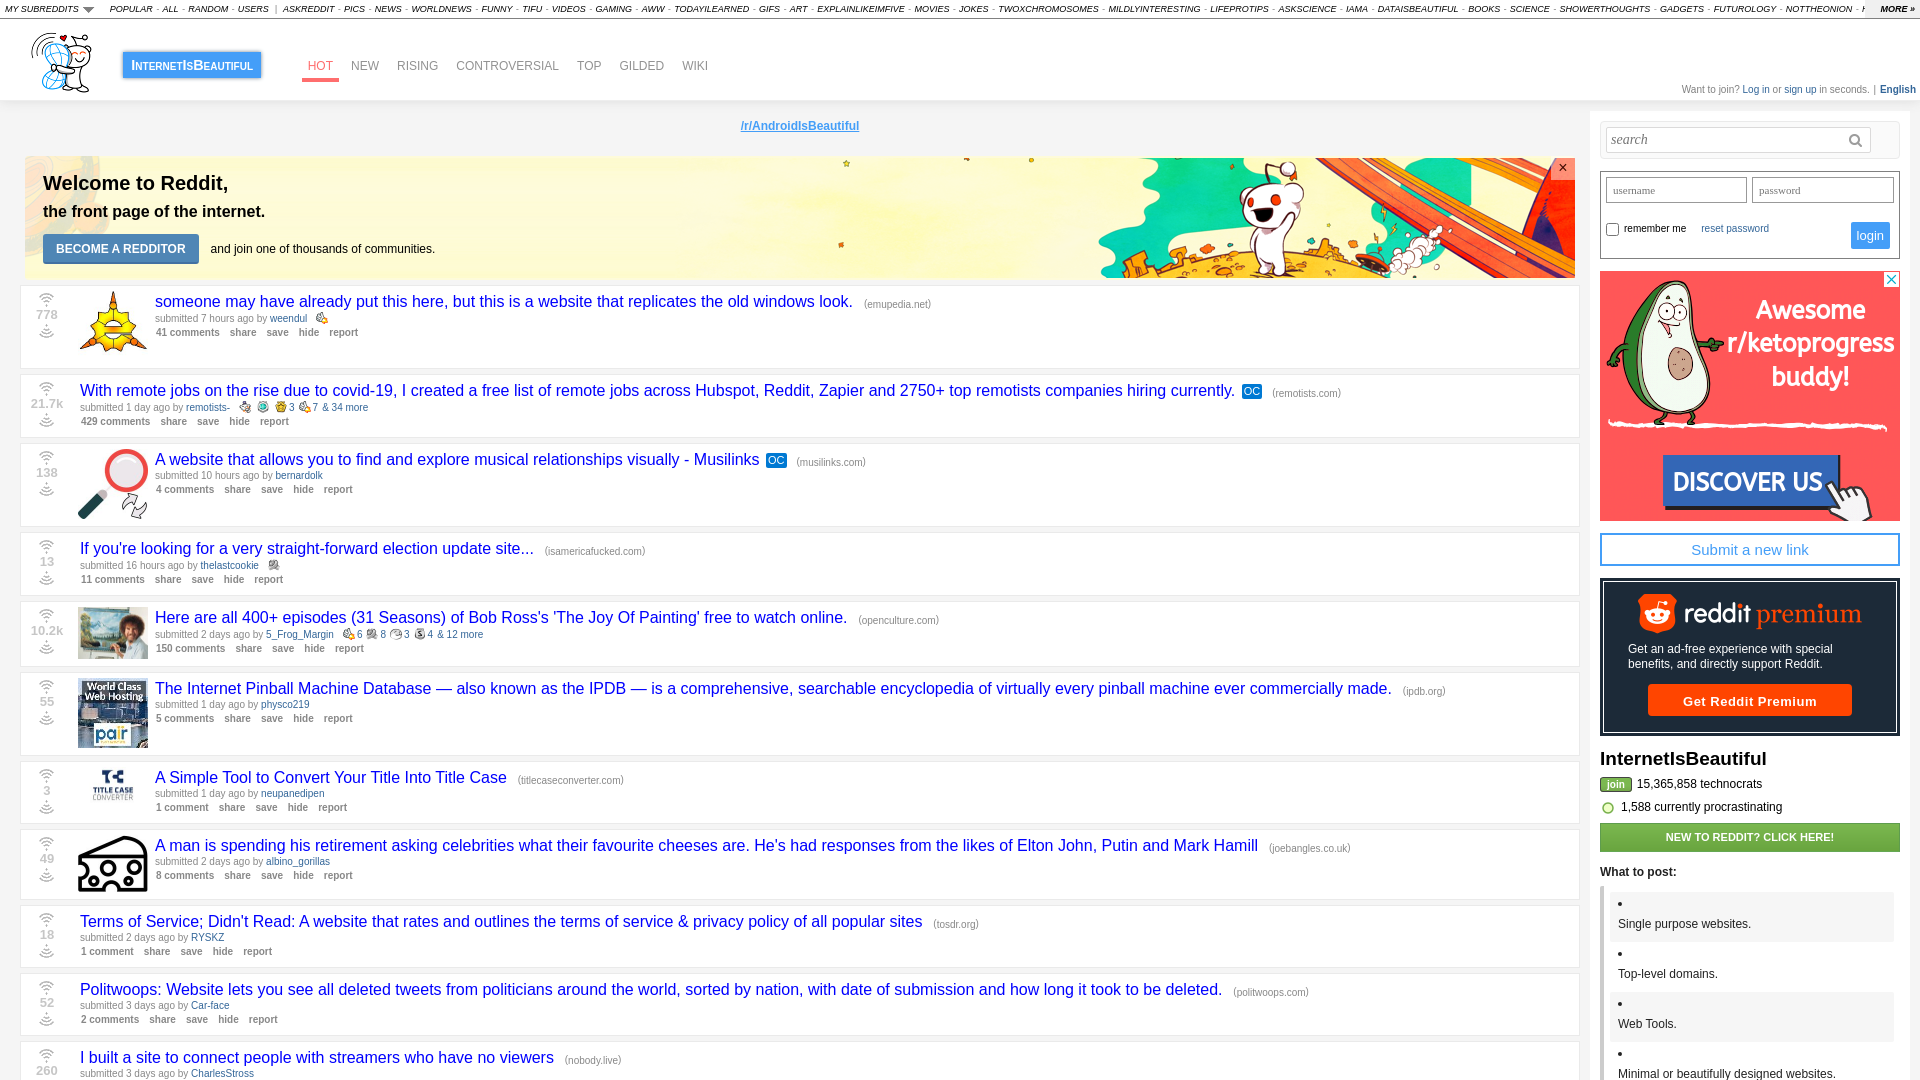 MY SUBREDDITS POPULAR - ALL - RANDOM - USERS | ASKREDDIT - PICS - NEWS - WORLDNEWS - FUNNY - TIFU - VIDEOS - GAMING - AWW - TODAYILEARNED - GIFS - ART - EXPLAINLIKEIMFIVE - MOVIES - JOKES - TWOXCHROMOSOMES - MILDLYINTERESTING - LIFEPROTIPS - ASKSCIENCE - IAMA - DATAISBEAUTIFUL - BOOKS - SCIENCE - SHOWERTHOUGHTS - GADGETS - FUTUROLOGY - NOTTHEONION - MORE »
INTERNETISBEAUTIFUL HOT NEW RISING CONTROVERSIAL TOP GILDED WIKI
Want to join? Log in or sign up in seconds. | English
/r/AndroidIsBeautiful
Welcome to Reddit,
the front page of the internet.
BECOME A REDDITOR and join one of thousands of communities.
×
778
someone may have already put this here, but this is a website that replicates the old windows look. (emupedia.net)
submitted 7 hours ago by weendul
41 comments share save hide report
21.7k
With remote jobs on the rise due to covid-19, I created a free list of remote jobs across Hubspot, Reddit, Zapier and 2750+ top remotists companies hiring currently. OC (remotists.com)
submitted 1 day ago by remotists- 3 7 & 34 more
429 comments share save hide report
138
A website that allows you to find and explore musical relationships visually - Musilinks OC (musilinks.com)
submitted 10 hours ago by bernardolk
4 comments share save hide report
13
If you're looking for a very straight-forward election update site... (isamericafucked.com)
submitted 16 hours ago by thelastcookie
11 comments share save hide report
10.2k
Here are all 400+ episodes (31 Seasons) of Bob Ross's 'The Joy Of Painting' free to watch online. (openculture.com)
submitted 2 days ago by 5_Frog_Margin 6 8 3 4 & 12 more
150 comments share save hide report
55
World Class
Web Hosting
pair
The Internet Pinball Machine Database — also known as the IPDB — is a comprehensive, searchable encyclopedia of virtually every pinball machine ever commercially made. (ipdb.org)
submitted 1 day ago by physco219
5 comments share save hide report
3
TITLE CASE
CONVERTER
A Simple Tool to Convert Your Title Into Title Case (titlecaseconverter.com)
submitted 1 day ago by neupanedipen
1 comment share save hide report
49
A man is spending his retirement asking celebrities what their favourite cheeses are. He's had responses from the likes of Elton John, Putin and Mark Hamill (joebangles.co.uk)
submitted 2 days ago by albino_gorillas
8 comments share save hide report
18
Terms of Service; Didn't Read: A website that rates and outlines the terms of service & privacy policy of all popular sites (tosdr.org)
submitted 2 days ago by RYSKZ
1 comment share save hide report
52
Politwoops: Website lets you see all deleted tweets from politicians around the world, sorted by nation, with date of submission and how long it took to be deleted. (politwoops.com)
submitted 3 days ago by Car-face
2 comments share save hide report
260
I built a site to connect people with streamers who have no viewers (nobody.live)
submitted 3 days ago by CharlesStross
search
username password
remember me reset password login
Awesome
r/ketoprogress
buddy!
DISCOVER US
Submit a new link
reddit premium
Get an ad-free experience with special
benefits, and directly support Reddit.
Get Reddit Premium
InternetIsBeautiful
join 15,365,858 technocrats
1,588 currently procrastinating
NEW TO REDDIT? CLICK HERE!
What to post:
Single purpose websites.
Top-level domains.
Web Tools.
Minimal or beautifully designed websites.